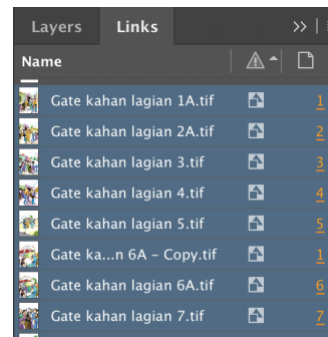 Layers Links >>
Name
Gate kahan lagian 1A.tif 1
Gate kahan lagian 2A.tif 2
Gate kahan lagian 3.tif 3
Gate kahan lagian 4.tif 4
Gate kahan lagian 5.tif 5
Gate ka...n 6A – Copy.tif 1
Gate kahan lagian 6A.tif 6
Gate kahan lagian 7.tif 7